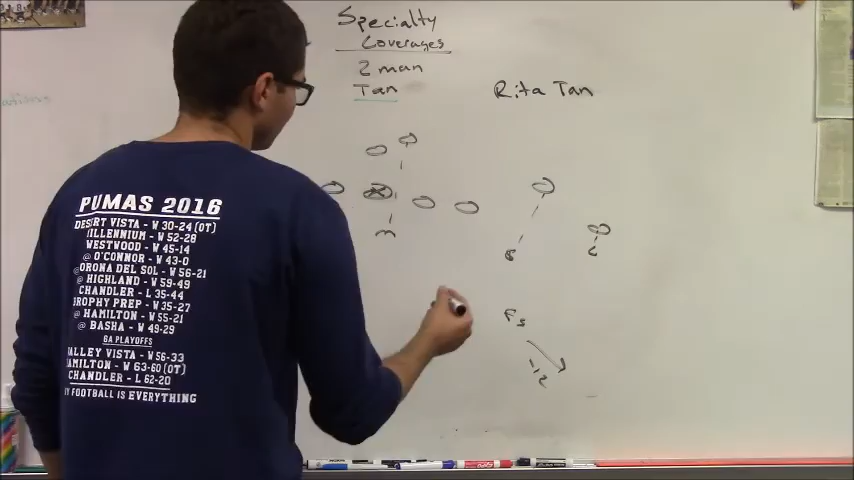 Specialty
Coverages
2 man
Tan
Rita Tan
m
B
C
Fs
1/2
PUMAS 2016
DESERT VISTA - W 30-24 (OT)
MILLENNIUM - W 52-28
WESTWOOD - W 45-14
@ O'CONNOR - W 43-0
@ CORONA DEL SOL - W 56-21
@ HIGHLAND - W 59-49
CHANDLER - L 35-44
BROPHY PREP - W 35-27
@ HAMILTON - W 55-21
@ BASHA - W 49-29
6A PLAYOFFS
VALLEY VISTA - W 56-33
HAMILTON - W 63-60 (OT)
CHANDLER - L 62-20
FOOTBALL IS EVERYTHING